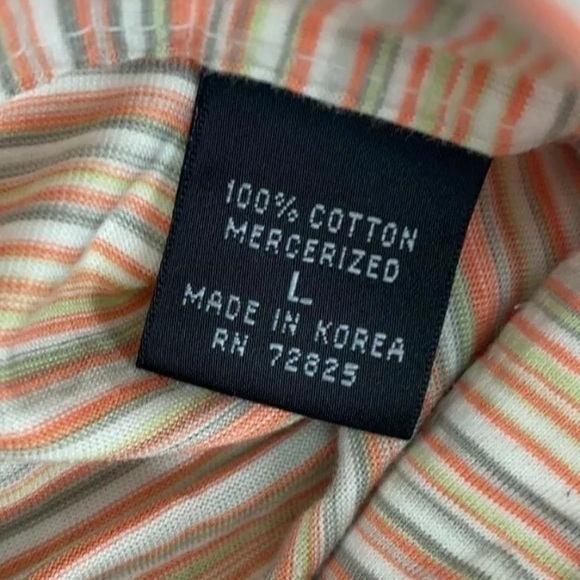 100% COTTON
MERCERIZED
L
MADE IN KOREA
RN 72825